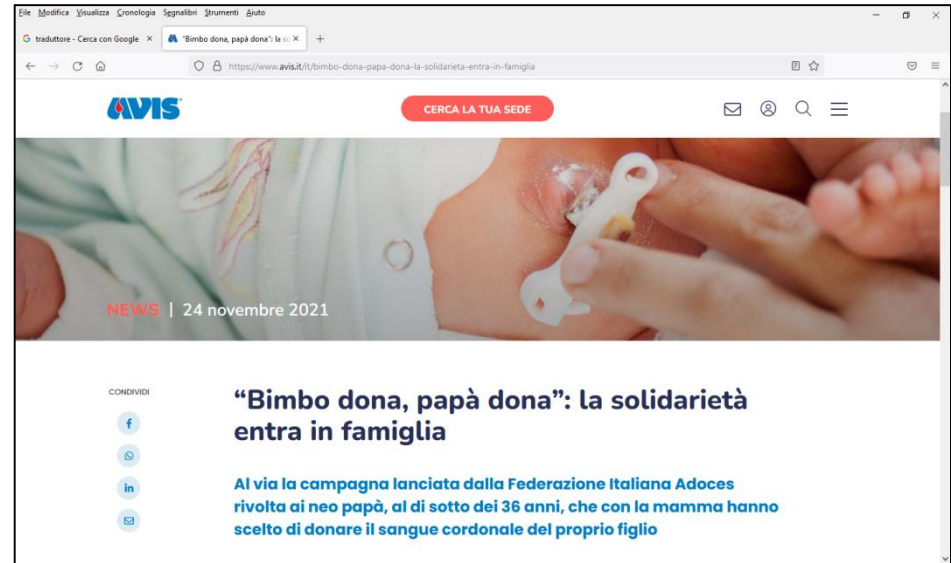 File Modifica Visualizza Cronologia Segnalibri Strumenti Aiuto
traduttore - Cerca con Google
"Bimbo dona, papà dona": la so
https://www.avis.it/it/bimbo-dona-papa-dona-la-solidarieta-entra-in-famiglia
AVIS
CERCA LA TUA SEDE
NEWS | 24 novembre 2021
CONDIVIDI
“Bimbo dona, papà dona”: la solidarietà
entra in famiglia
Al via la campagna lanciata dalla Federazione Italiana Adoces
rivolta ai neo papà, al di sotto dei 36 anni, che con la mamma hanno
scelto di donare il sangue cordonale del proprio figlio